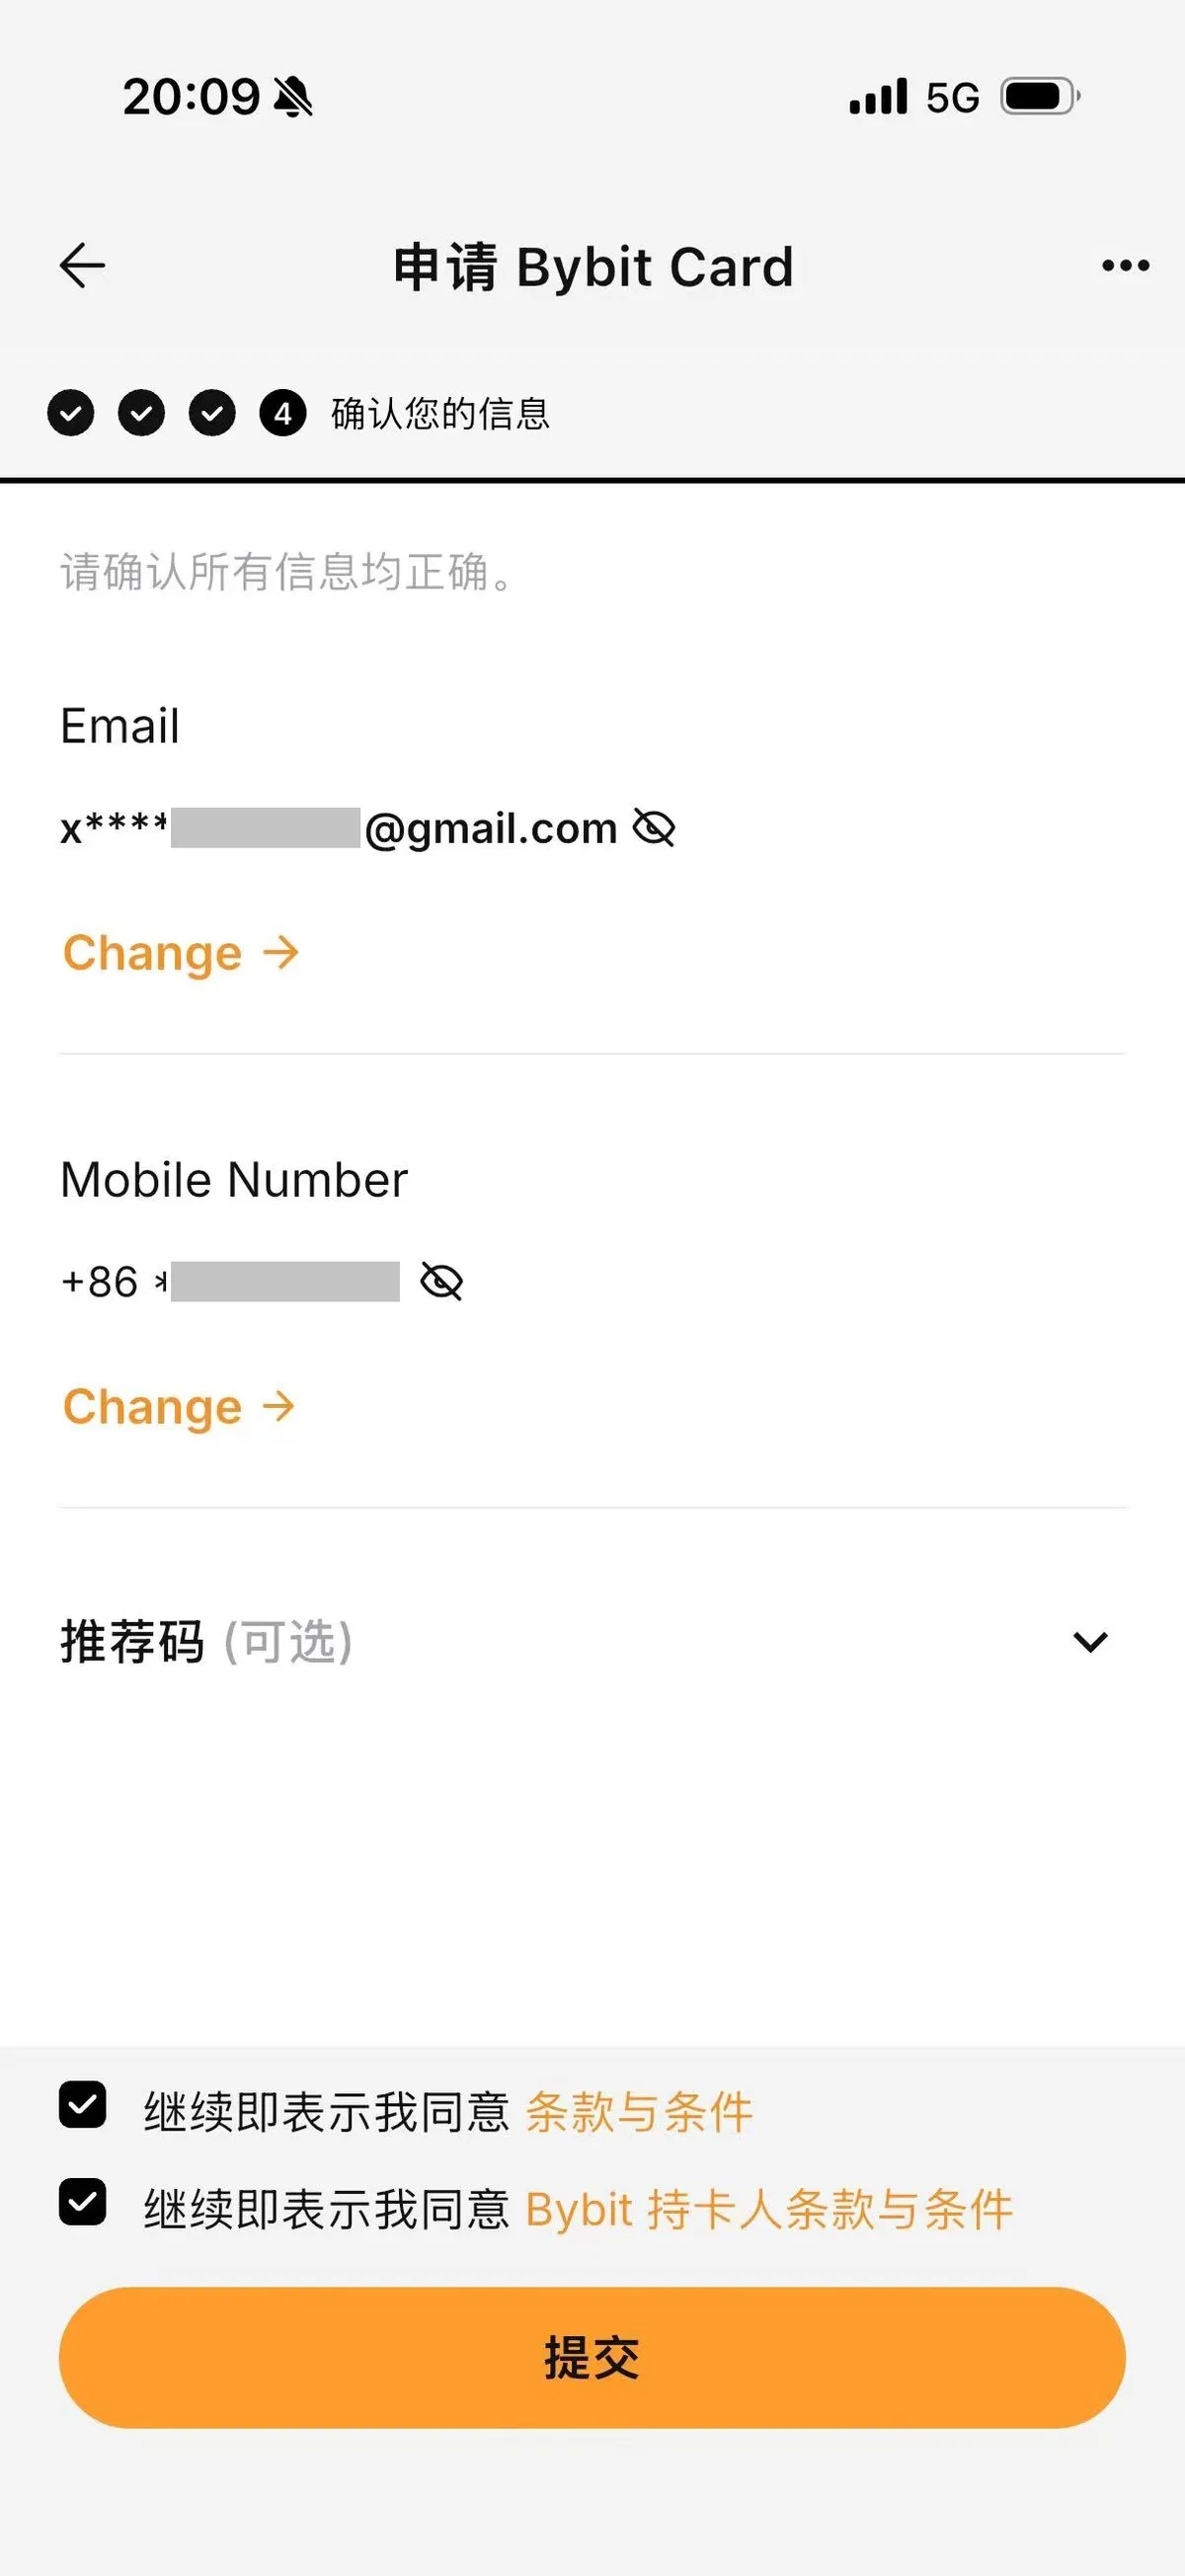 20:09
5G
申请 Bybit Card
4 确认您的信息
请确认所有信息均正确。
Email
x****@gmail.com
Change →
Mobile Number
+86 *
Change →
推荐码 (可选)
继续即表示我同意 条款与条件
继续即表示我同意 Bybit 持卡人条款与条件
提交